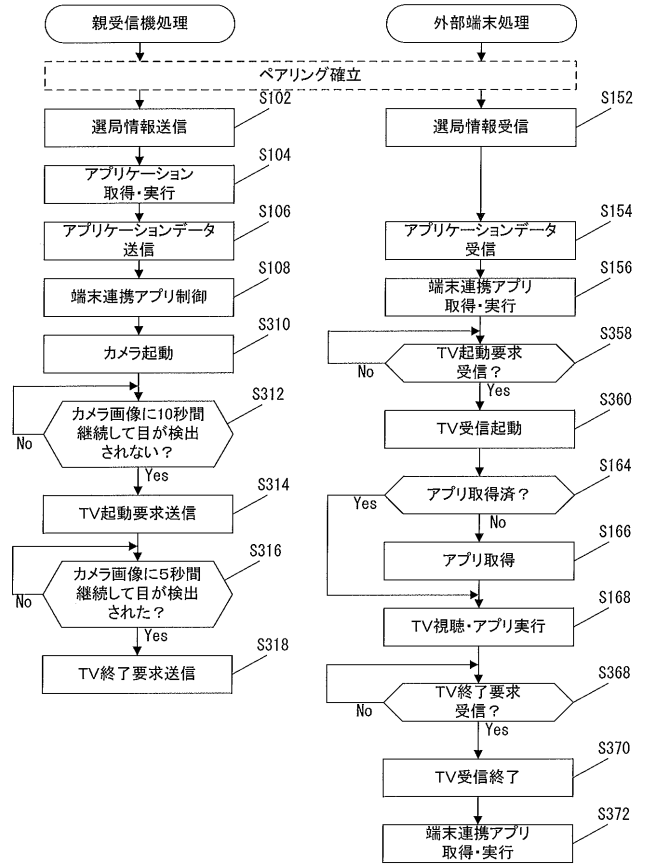 親受信機処理
外部端末処理
ペアリング確立
S102
選局情報送信
S152
選局情報受信
S104
アプリケーション
取得・実行
S106
アプリケーションデータ
送信
S154
アプリケーションデータ
受信
S108
端末連携アプリ制御
S156
端末連携アプリ
取得・実行
S310
カメラ起動
S358
TV起動要求
受信？
No
Yes
S312
カメラ画像に10秒間
継続して目が検出
されない？
No
Yes
S360
TV受信起動
S314
TV起動要求送信
S164
アプリ取得済？
Yes
No
S316
カメラ画像に5秒間
継続して目が検出
された？
No
Yes
S166
アプリ取得
S168
TV視聴・アプリ実行
S318
TV終了要求送信
S368
TV終了要求
受信？
No
Yes
S370
TV受信終了
S372
端末連携アプリ
取得・実行